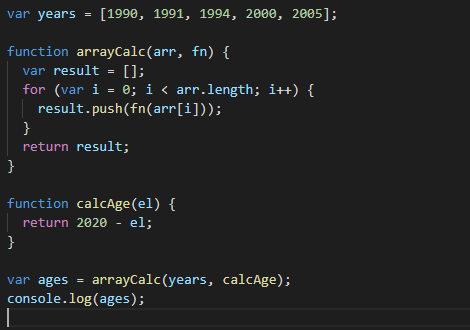 var years = [1990, 1991, 1994, 2000, 2005];
function arrayCalc(arr, fn) {
  var result = [];
  for (var i = 0; i < arr.length; i++) {
    result.push(fn(arr[i]));
  }
  return result;
}
function calcAge(el) {
  return 2020 - el;
}
var ages = arrayCalc(years, calcAge);
console.log(ages);